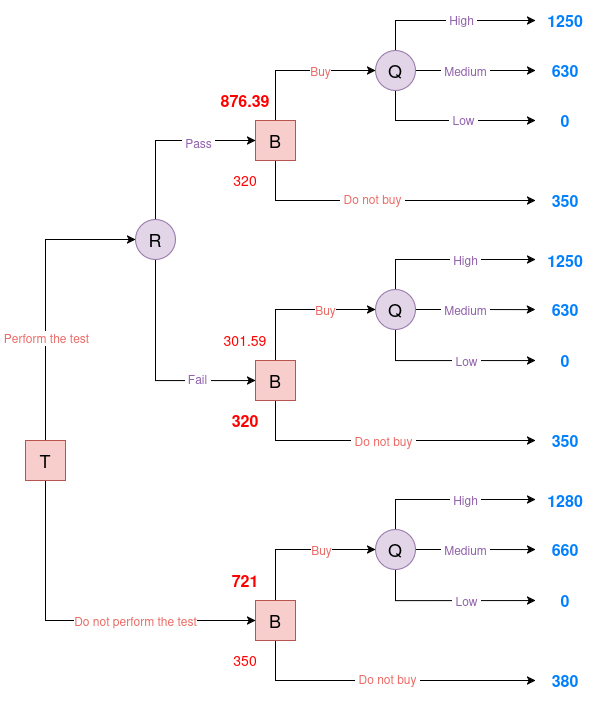 High
1250
Buy
Q
Medium
630
876.39
Low
0
B
Pass
320
Do not buy
350
R
High
1250
Buy
Q
Medium
630
301.59
Low
0
Perform the test
Fail
B
320
Do not buy
350
T
High
1280
Buy
Q
Medium
660
721
Low
0
Do not perform the test
B
350
Do not buy
380